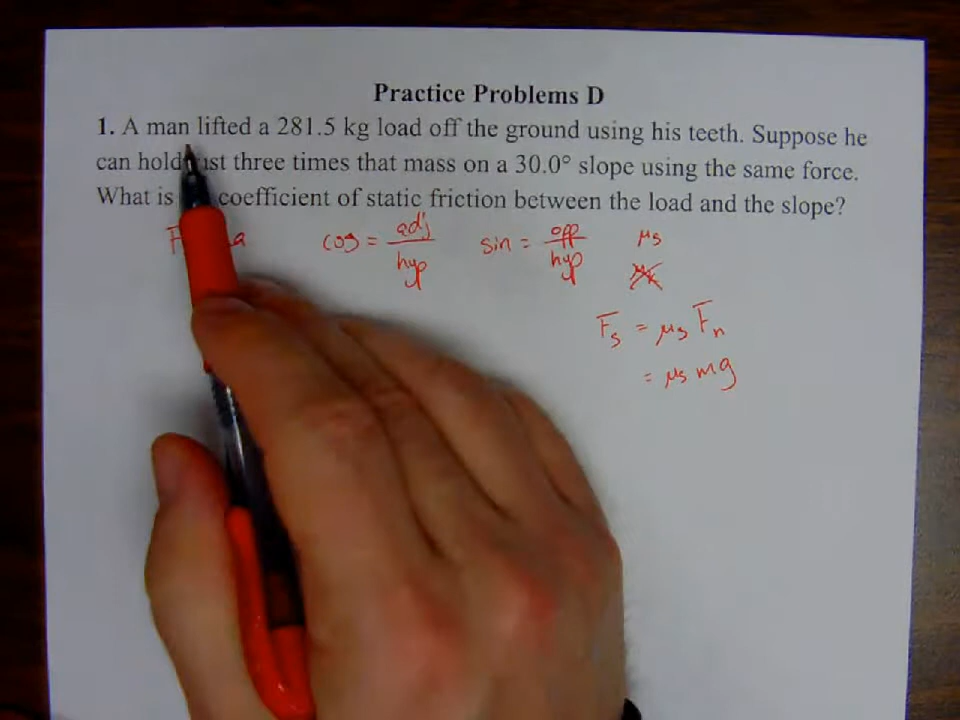 Practice Problems D
1. A man lifted a 281.5 kg load off the ground using his teeth. Suppose he
can hold three times that mass on a 30.0° slope using the same force.
What is coefficient of static friction between the load and the slope?
F a cos = adj/hyp sin = opp/hyp μs
μk
Fs = μs Fn
= μs mg